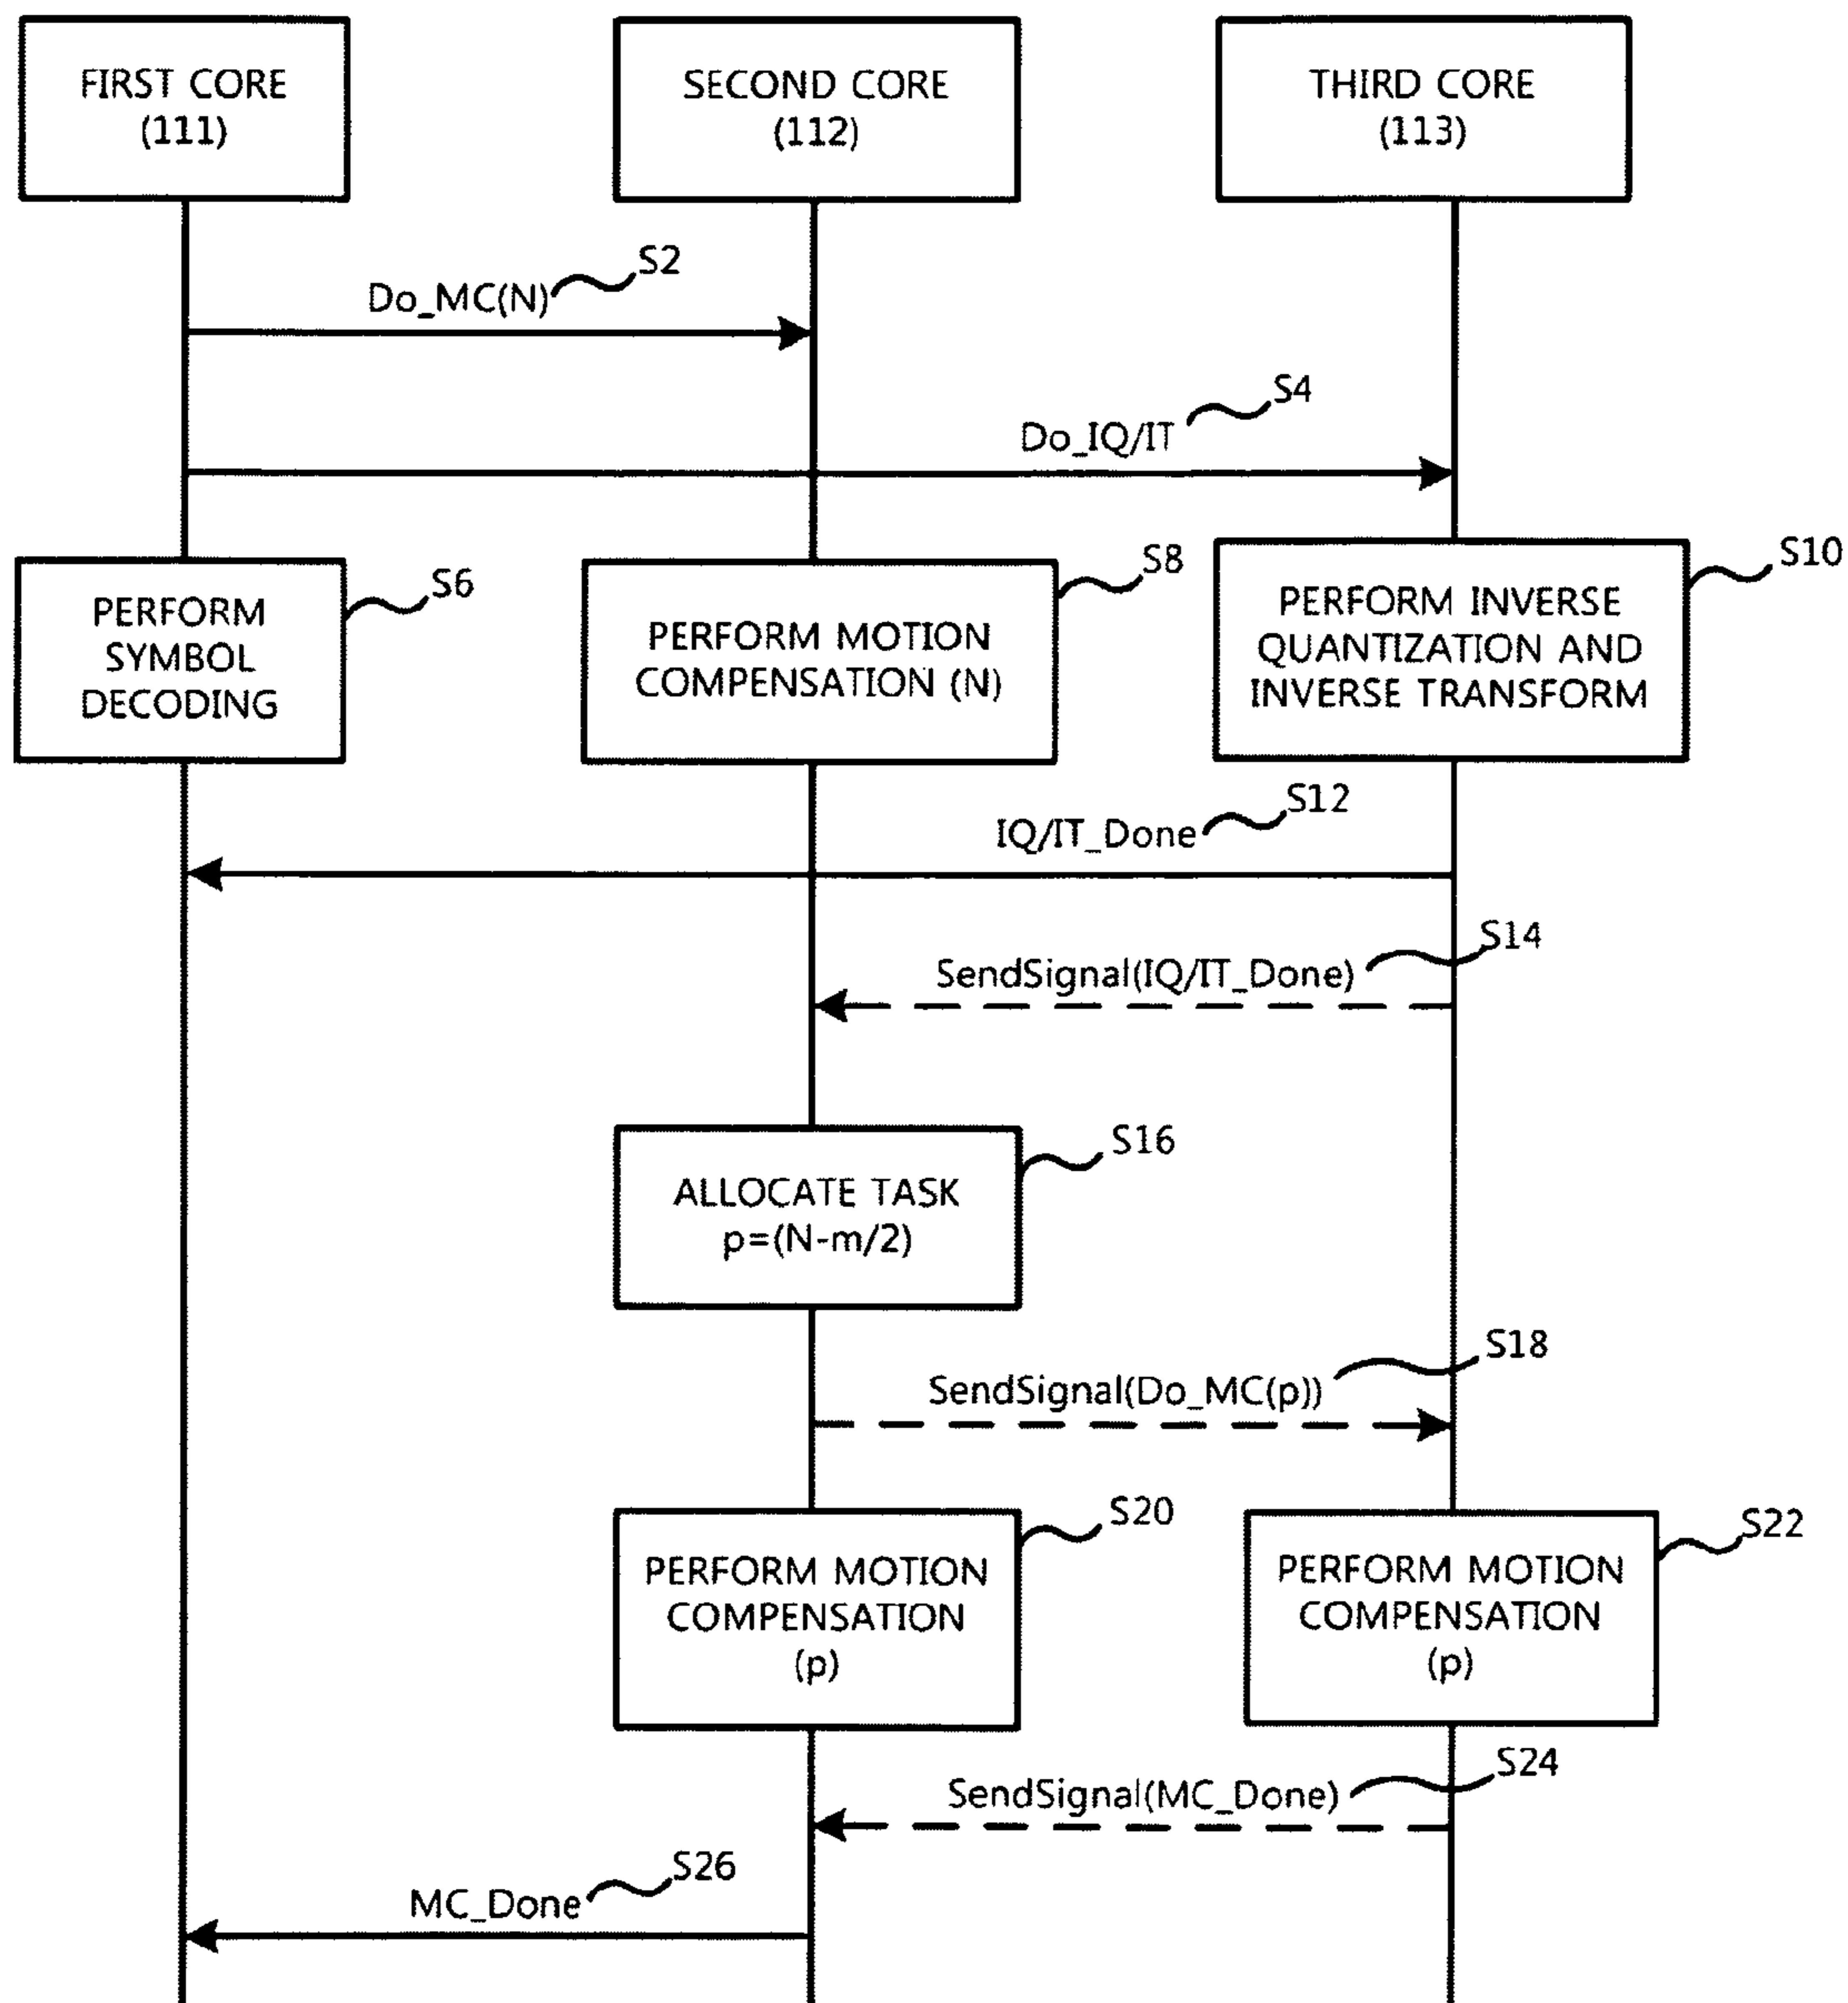 FIRST CORE
(111)
SECOND CORE
(112)
THIRD CORE
(113)
S2
Do_MC(N)
S4
Do_IQ/IT
S6
PERFORM
SYMBOL
DECODING
S8
PERFORM MOTION
COMPENSATION (N)
S10
PERFORM INVERSE
QUANTIZATION AND
INVERSE TRANSFORM
S12
IQ/IT_Done
S14
SendSignal(IQ/IT_Done)
S16
ALLOCATE TASK
p=(N-m/2)
S18
SendSignal(Do_MC(p))
S20
PERFORM MOTION
COMPENSATION
(p)
S22
PERFORM MOTION
COMPENSATION
(p)
S24
SendSignal(MC_Done)
S26
MC_Done